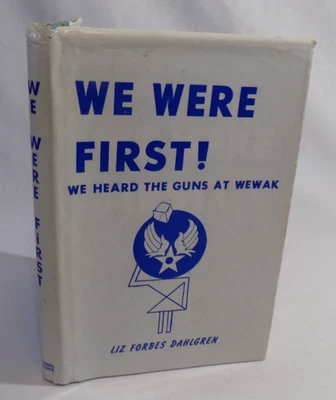 WE WERE FIRST
WE WERE
FIRST!
WE HEARD THE GUNS AT WEWAK
LIZ FORBES DAHLGREN